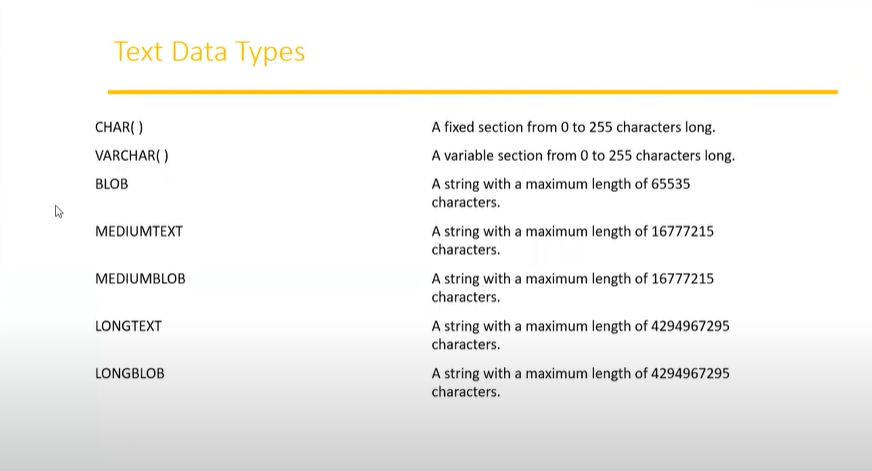 Text Data Types
CHAR( ) A fixed section from 0 to 255 characters long.
VARCHAR( ) A variable section from 0 to 255 characters long.
BLOB A string with a maximum length of 65535
characters.
MEDIUMTEXT A string with a maximum length of 16777215
characters.
MEDIUMBLOB A string with a maximum length of 16777215
characters.
LONGTEXT A string with a maximum length of 4294967295
characters.
LONGBLOB A string with a maximum length of 4294967295
characters.